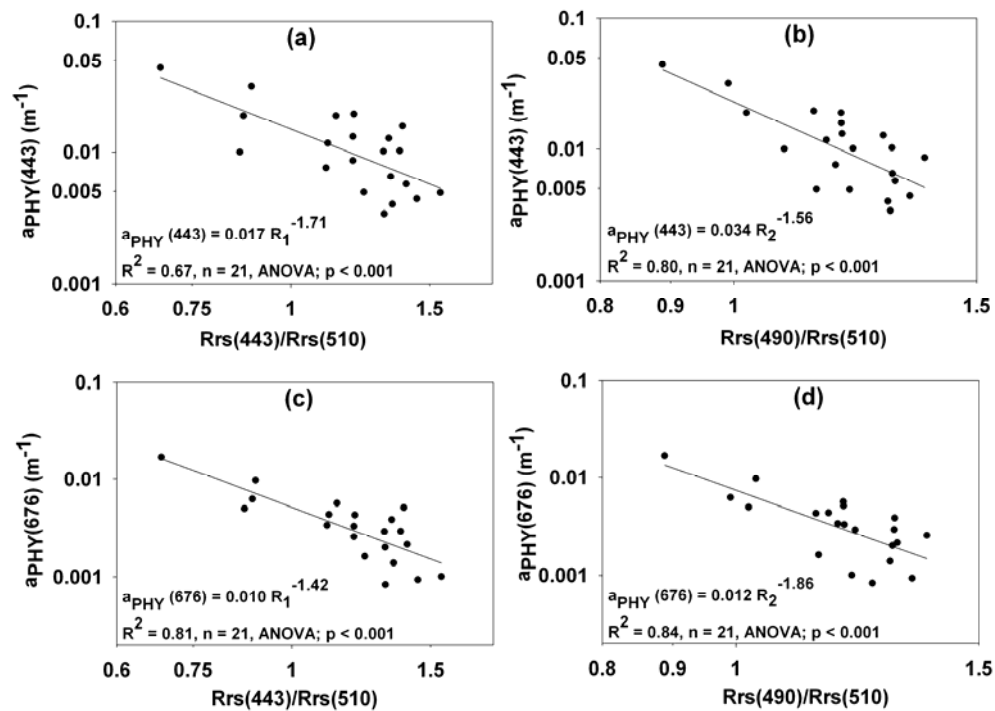 (a)
0.1
0.05
0.01
0.005
0.001
aPHY(443) (m-1)
aPHY (443) = 0.017 R1-1.71
R2 = 0.67, n = 21, ANOVA; p < 0.001
0.6 0.75 1 1.5
Rrs(443)/Rrs(510)
(b)
0.1
0.05
0.01
0.005
0.001
aPHY(443) (m-1)
aPHY (443) = 0.034 R2-1.56
R2 = 0.80, n = 21, ANOVA; p < 0.001
0.8 0.9 1 1.5
Rrs(490)/Rrs(510)
(c)
0.1
0.01
0.001
aPHY(676) (m-1)
aPHY (676) = 0.010 R1-1.42
R2 = 0.81, n = 21, ANOVA; p < 0.001
0.6 0.75 1 1.5
Rrs(443)/Rrs(510)
(d)
0.1
0.01
0.001
aPHY(676) (m-1)
aPHY (676) = 0.012 R2-1.86
R2 = 0.84, n = 21, ANOVA; p < 0.001
0.8 0.9 1 1.5
Rrs(490)/Rrs(510)